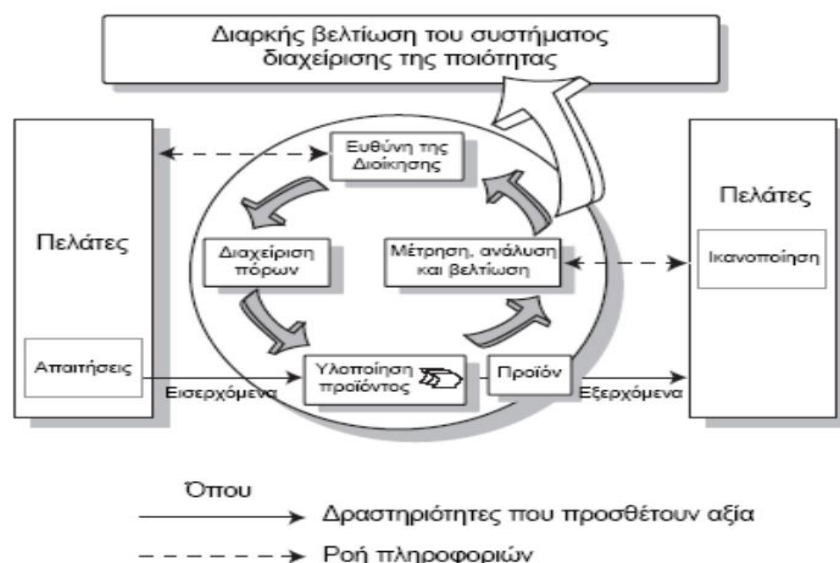 Διαρκής βελτίωση του συστήματος
διαχείρισης της ποιότητας
Ευθύνη της
Διοίκησης
Πελάτες
Πελάτες
Διαχείριση
πόρων
Μέτρηση, ανάλυση
και βελτίωση
Ικανοποίηση
Απαιτήσεις
Εισερχόμενα
Υλοποίηση
προϊόντος
Προϊόν
Εξερχόμενα
Όπου
Δραστηριότητες που προσθέτουν αξία
Ροή πληροφοριών